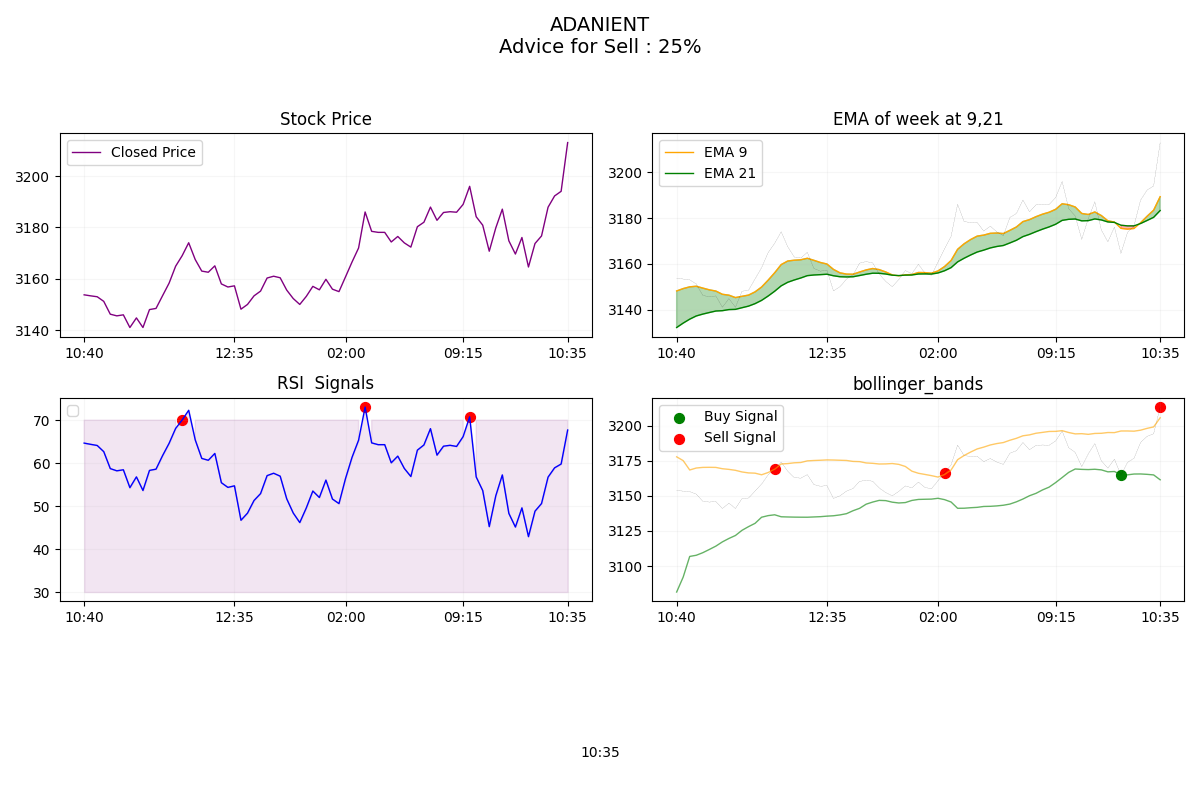 ADANIENT
Advice for Sell : 25%
Stock Price
Closed Price
3200
3180
3160
3140
10:40 12:35 02:00 09:15 10:35
EMA of week at 9,21
EMA 9
EMA 21
3200
3180
3160
3140
10:40 12:35 02:00 09:15 10:35
RSI  Signals
70
60
50
40
30
10:40 12:35 02:00 09:15 10:35
bollinger_bands
Buy Signal
Sell Signal
3200
3175
3150
3125
3100
10:40 12:35 02:00 09:15 10:35
10:35